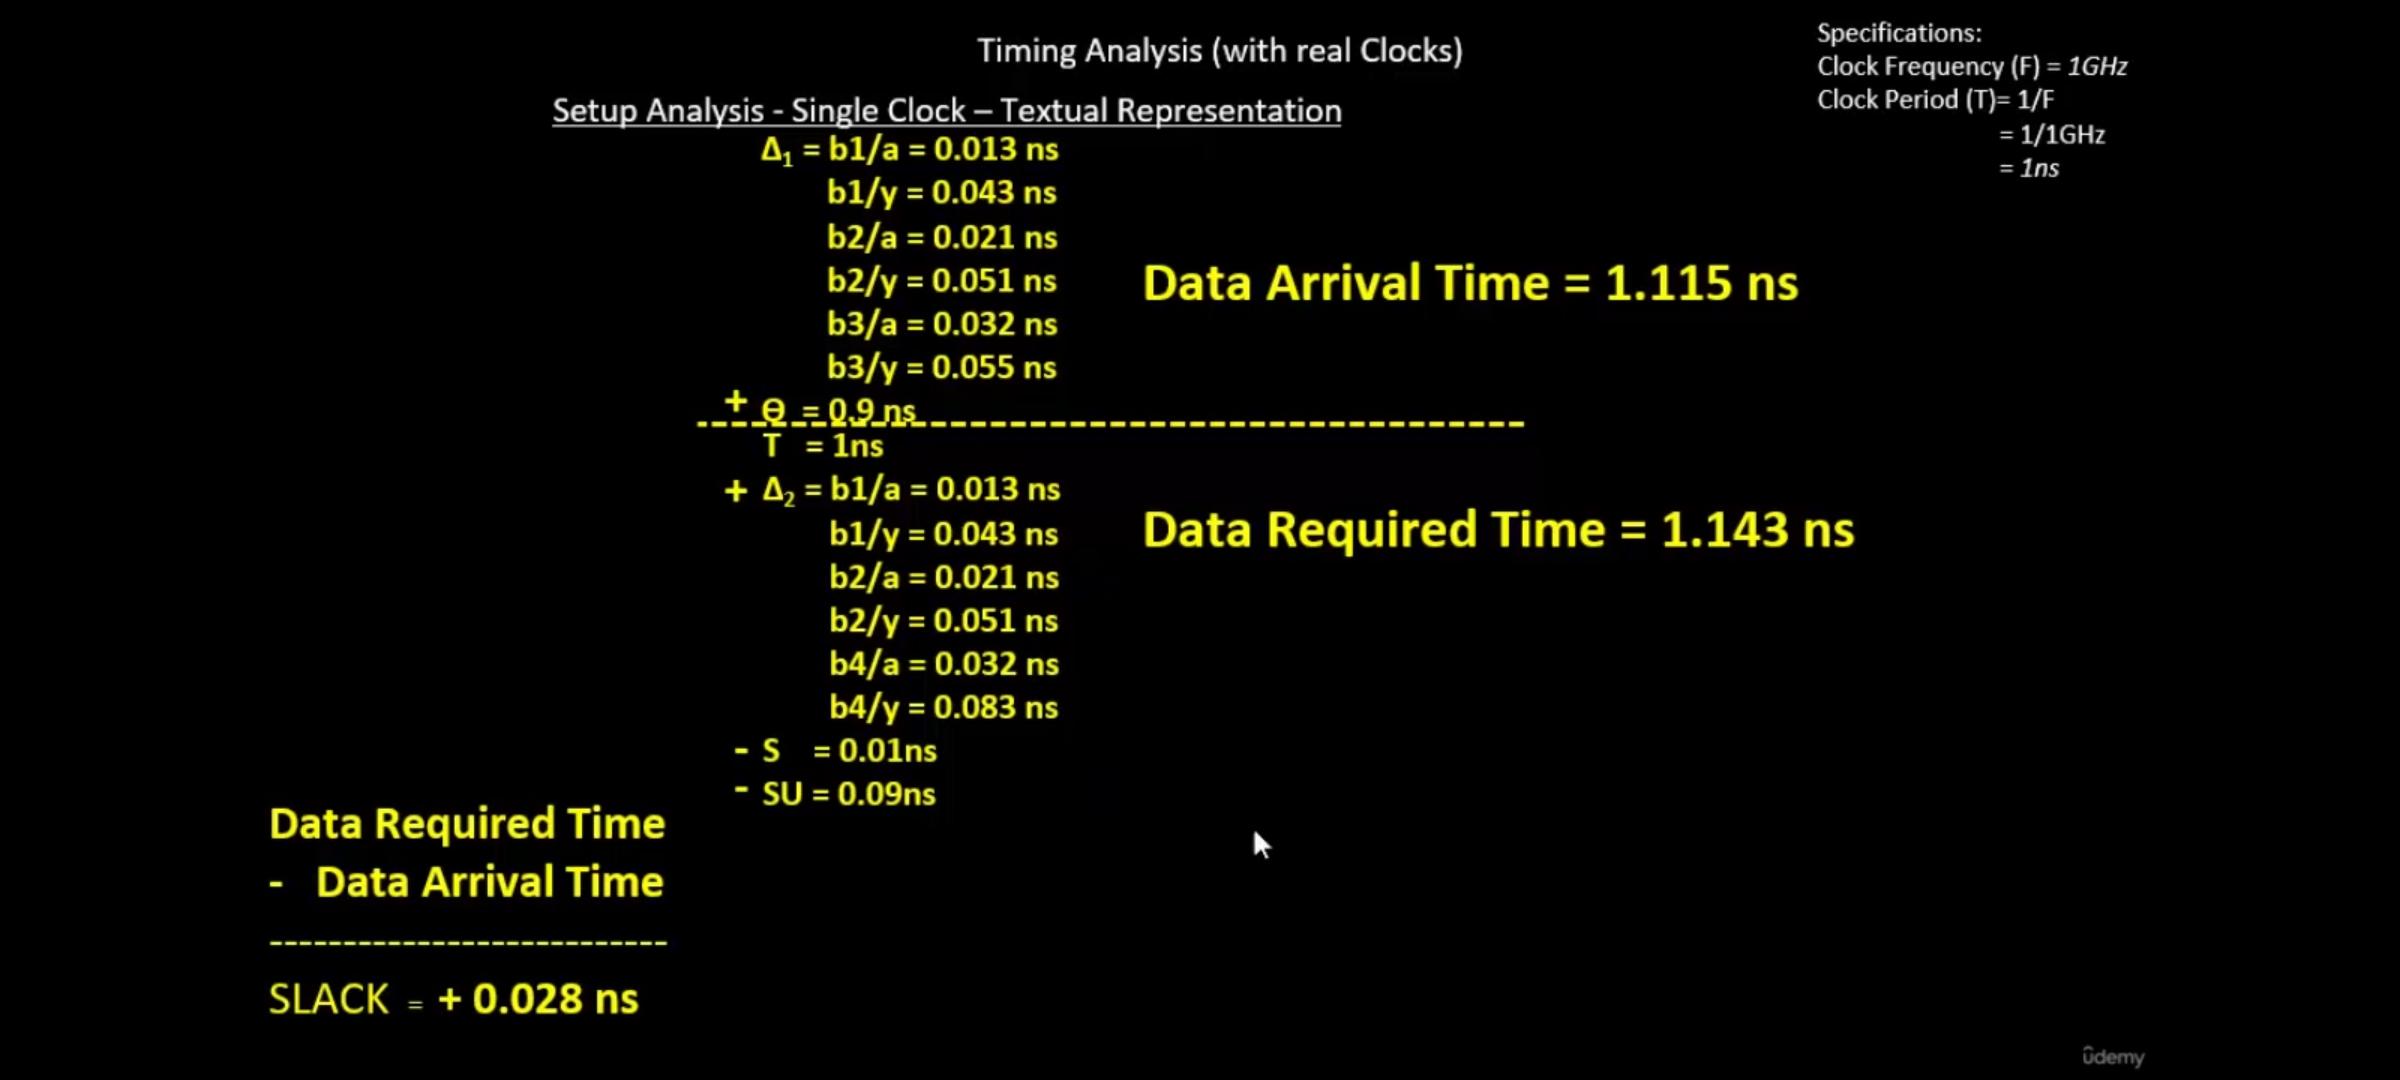 Timing Analysis (with real Clocks)
Specifications:
Clock Frequency (F) = 1GHz
Clock Period (T)= 1/F
= 1/1GHz
= 1ns
Setup Analysis - Single Clock – Textual Representation
Δ1 = b1/a = 0.013 ns
b1/y = 0.043 ns
b2/a = 0.021 ns
b2/y = 0.051 ns
b3/a = 0.032 ns
b3/y = 0.055 ns
+ Θ = 0.9 ns
Data Arrival Time = 1.115 ns
--------------------------------------------------
T = 1ns
+ Δ2 = b1/a = 0.013 ns
b1/y = 0.043 ns
b2/a = 0.021 ns
b2/y = 0.051 ns
b4/a = 0.032 ns
b4/y = 0.083 ns
- S = 0.01ns
- SU = 0.09ns
Data Required Time = 1.143 ns
Data Required Time
- Data Arrival Time
---------------------------
SLACK = + 0.028 ns
ûdemy